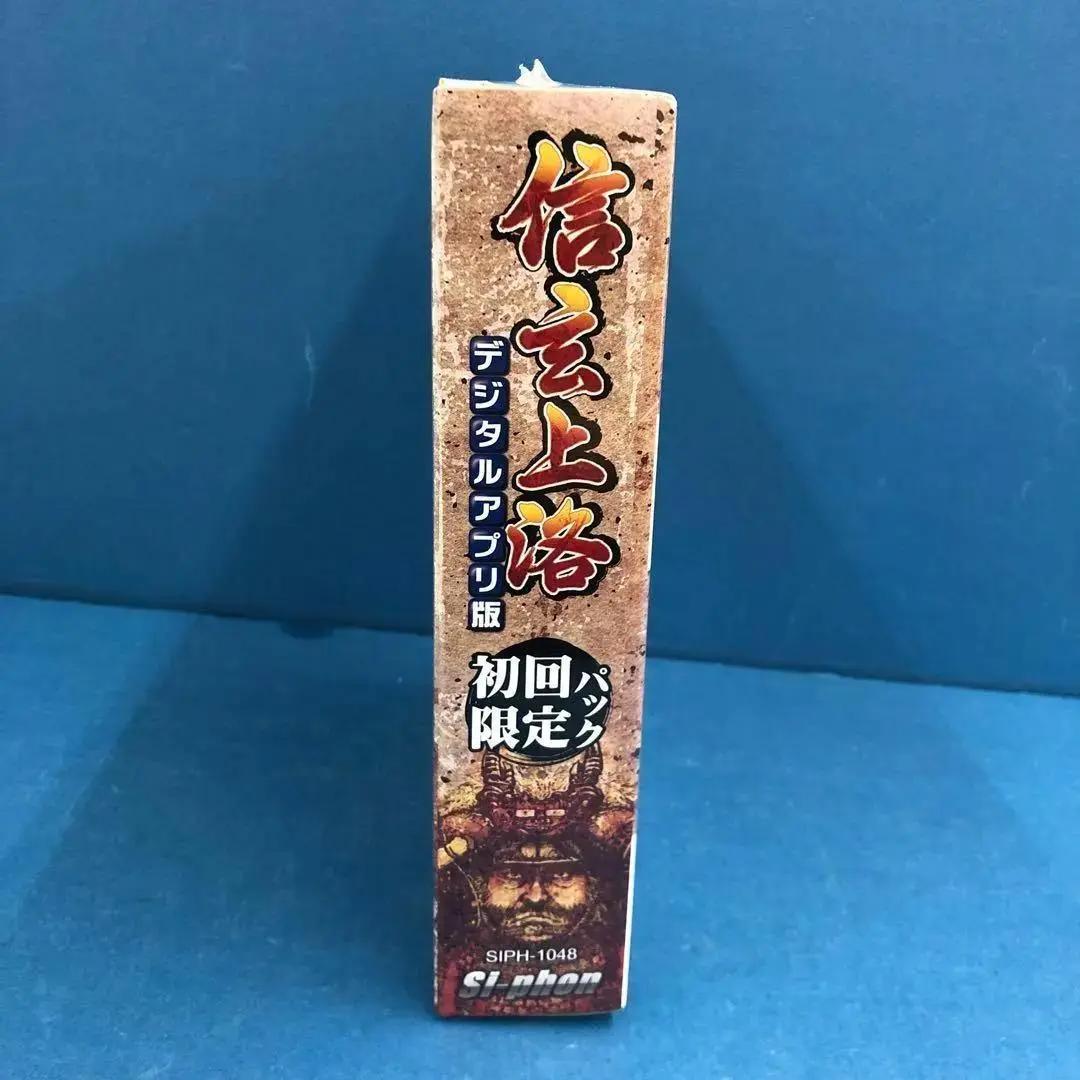 信玄上洛
デジタルアプリ版
初回
限定
パック
SIPH-1048
Si-phon